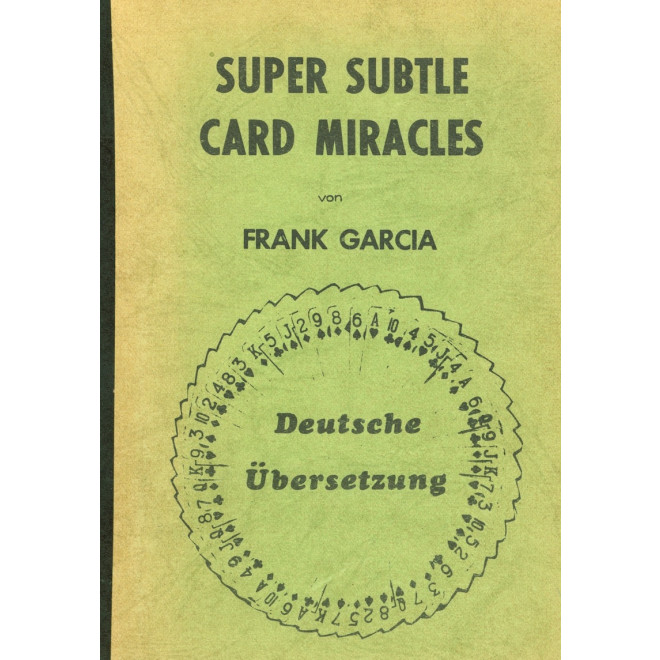 SUPER SUBTLE
CARD MIRACLES
von
FRANK GARCIA
Deutsche
Übersetzung